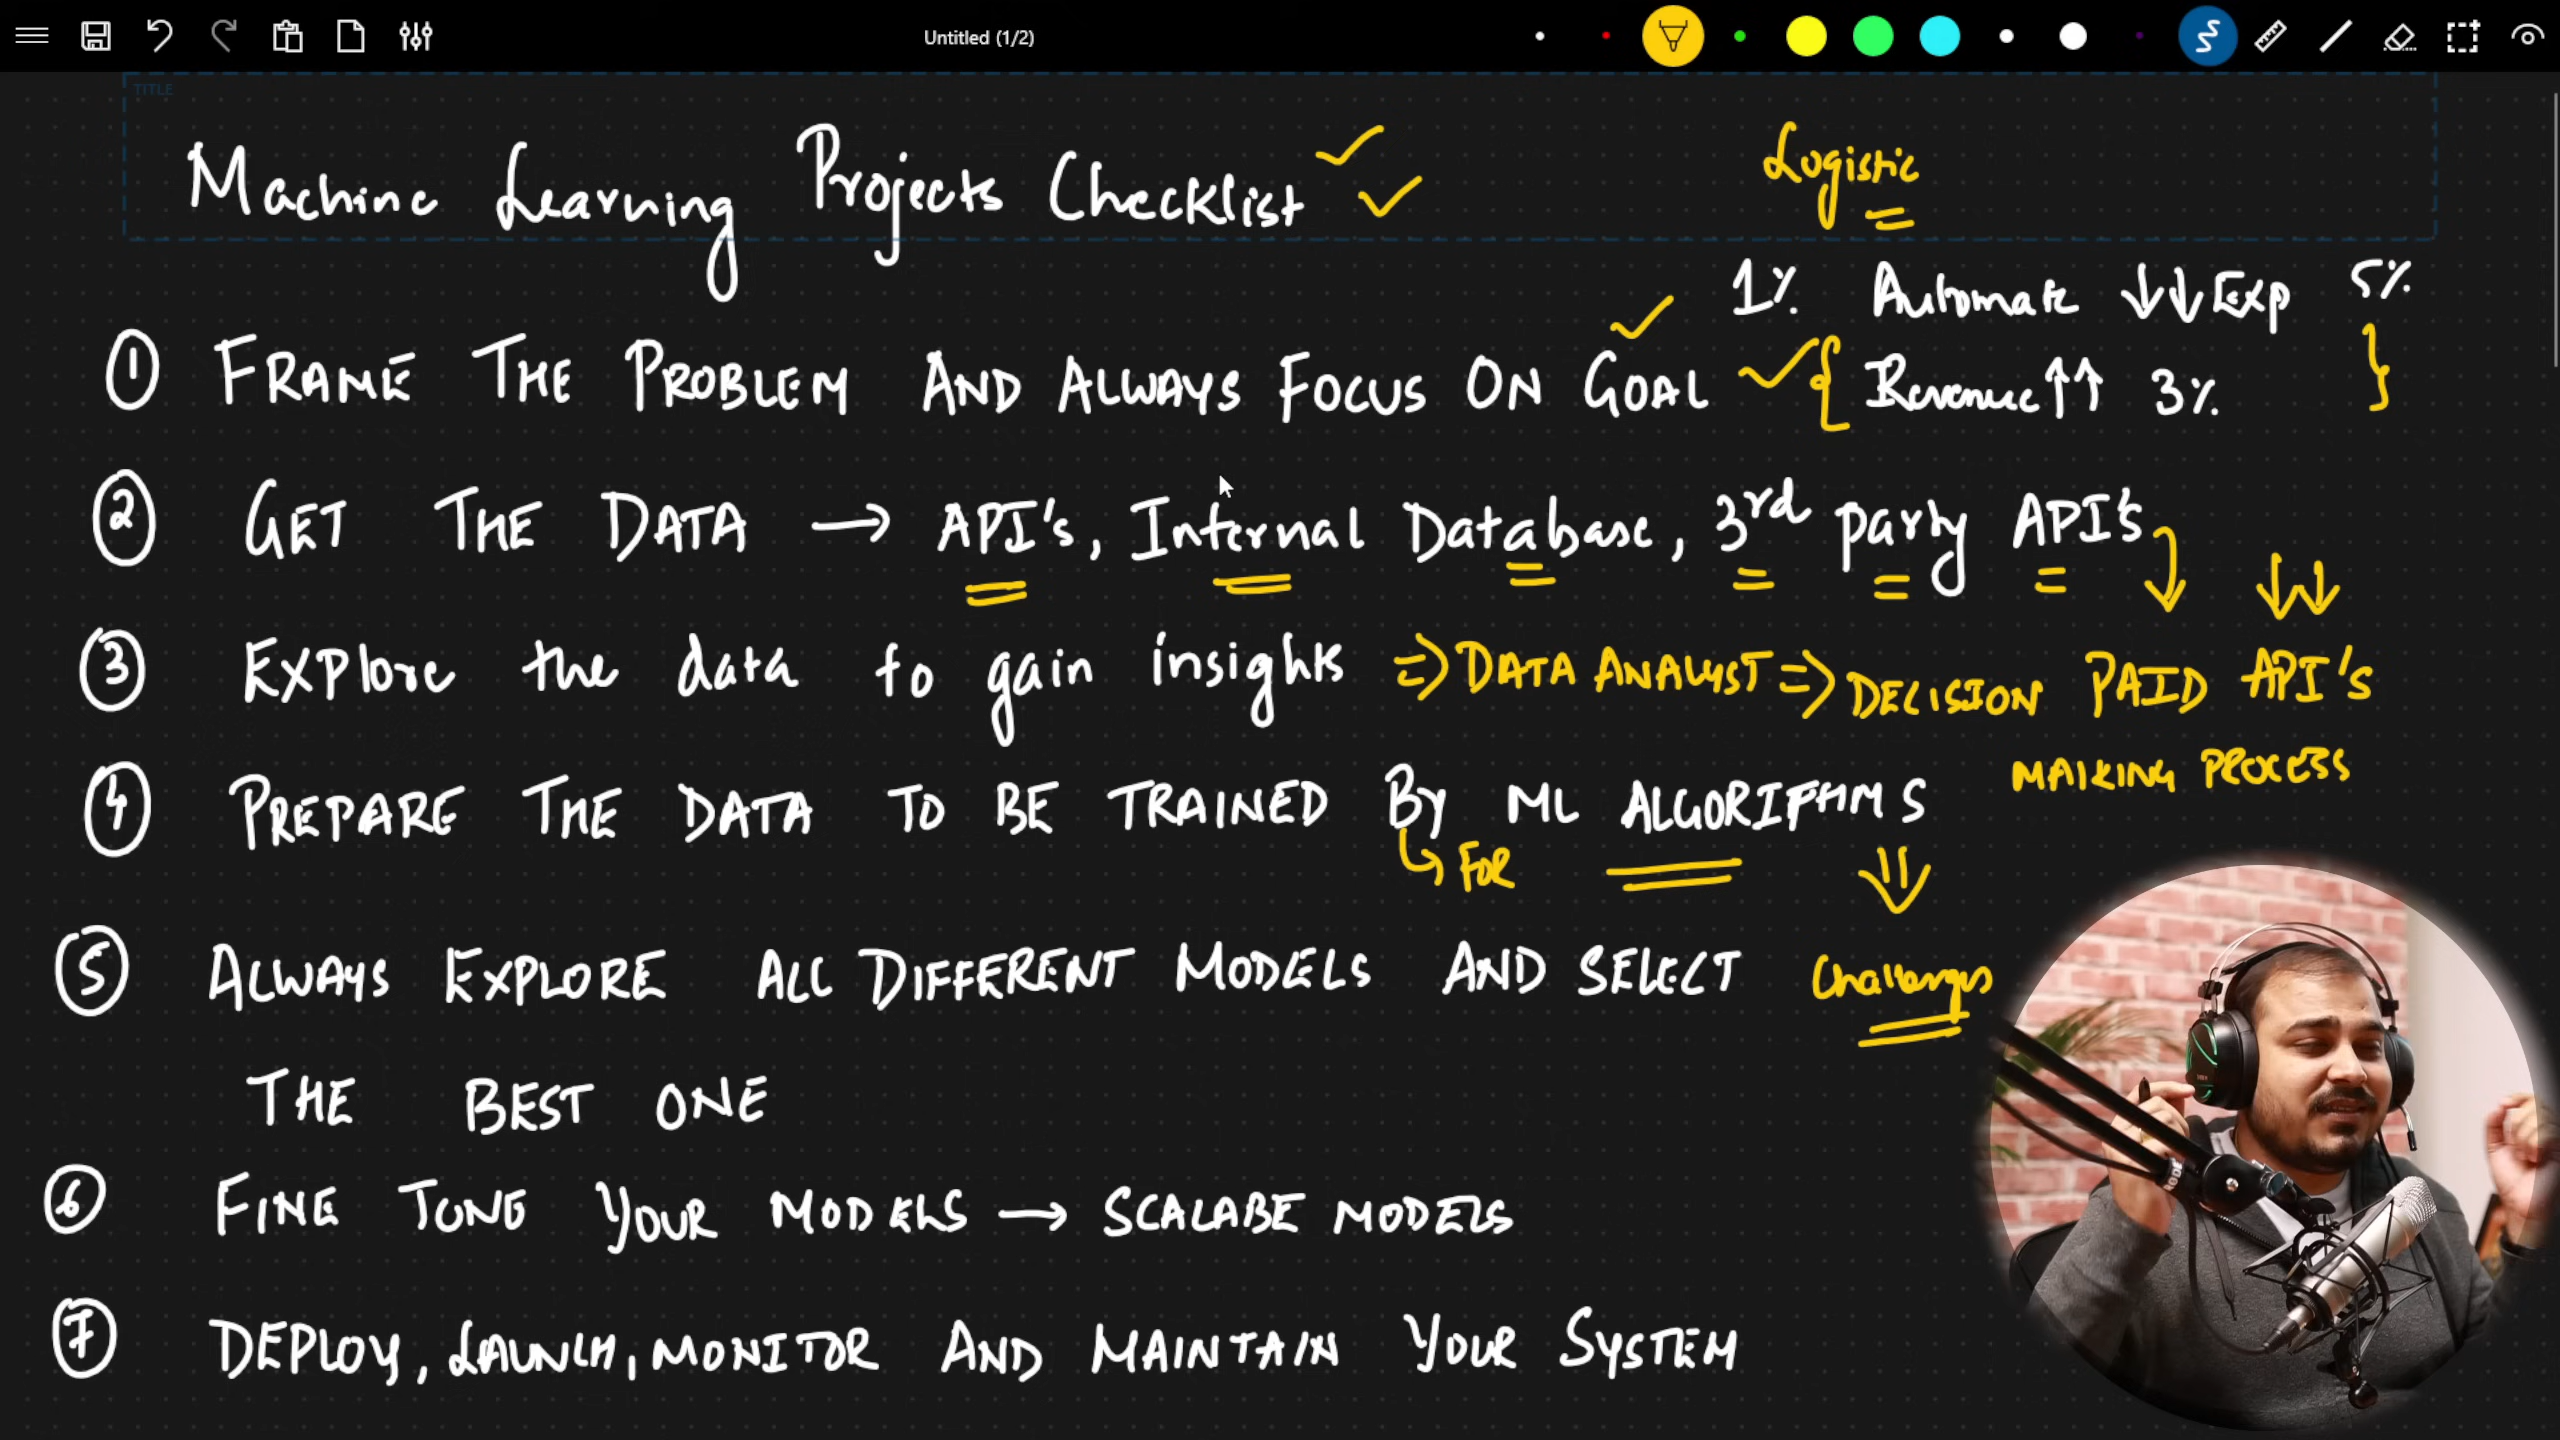 Untitled (1/2)
TITLE
Machine Learning Projects Checklist
Logistic
1% Automate ↓↓ Exp 5%
① FRAME THE PROBLEM AND ALWAYS FOCUS ON GOAL { Revenue ↑↑ 3% }
② GET THE DATA → API's, Internal Database, 3rd party API's
③ Explore the data to gain insights ⇒ DATA ANALYST ⇒ DECISION PAID API's
MAKING PROCESS
④ PREPARE THE DATA TO BE TRAINED By ML ALGORITHMS
↳ FOR
⑤ ALWAYS EXPLORE ALL DIFFERENT MODELS AND SELECT Challenges
THE BEST ONE
⑥ FINE TUNE YOUR MODELS → SCALABE MODELS
⑦ DEPLOY, LAUNCH, MONITOR AND MAINTAIN YOUR SYSTEM